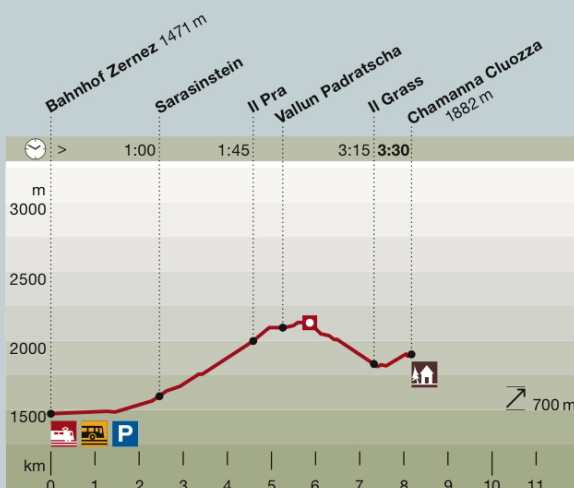 Bahnhof Zernez 1471 m
Sarasinstein
Il Pra
Vallun Padratscha
Il Grass
Chamanna Cluozza
1882 m
> 1:00 1:45 3:15 3:30
m
3000
2500
2000
1500
700 m
P
km
0 1 2 3 4 5 6 7 8 9 10 11